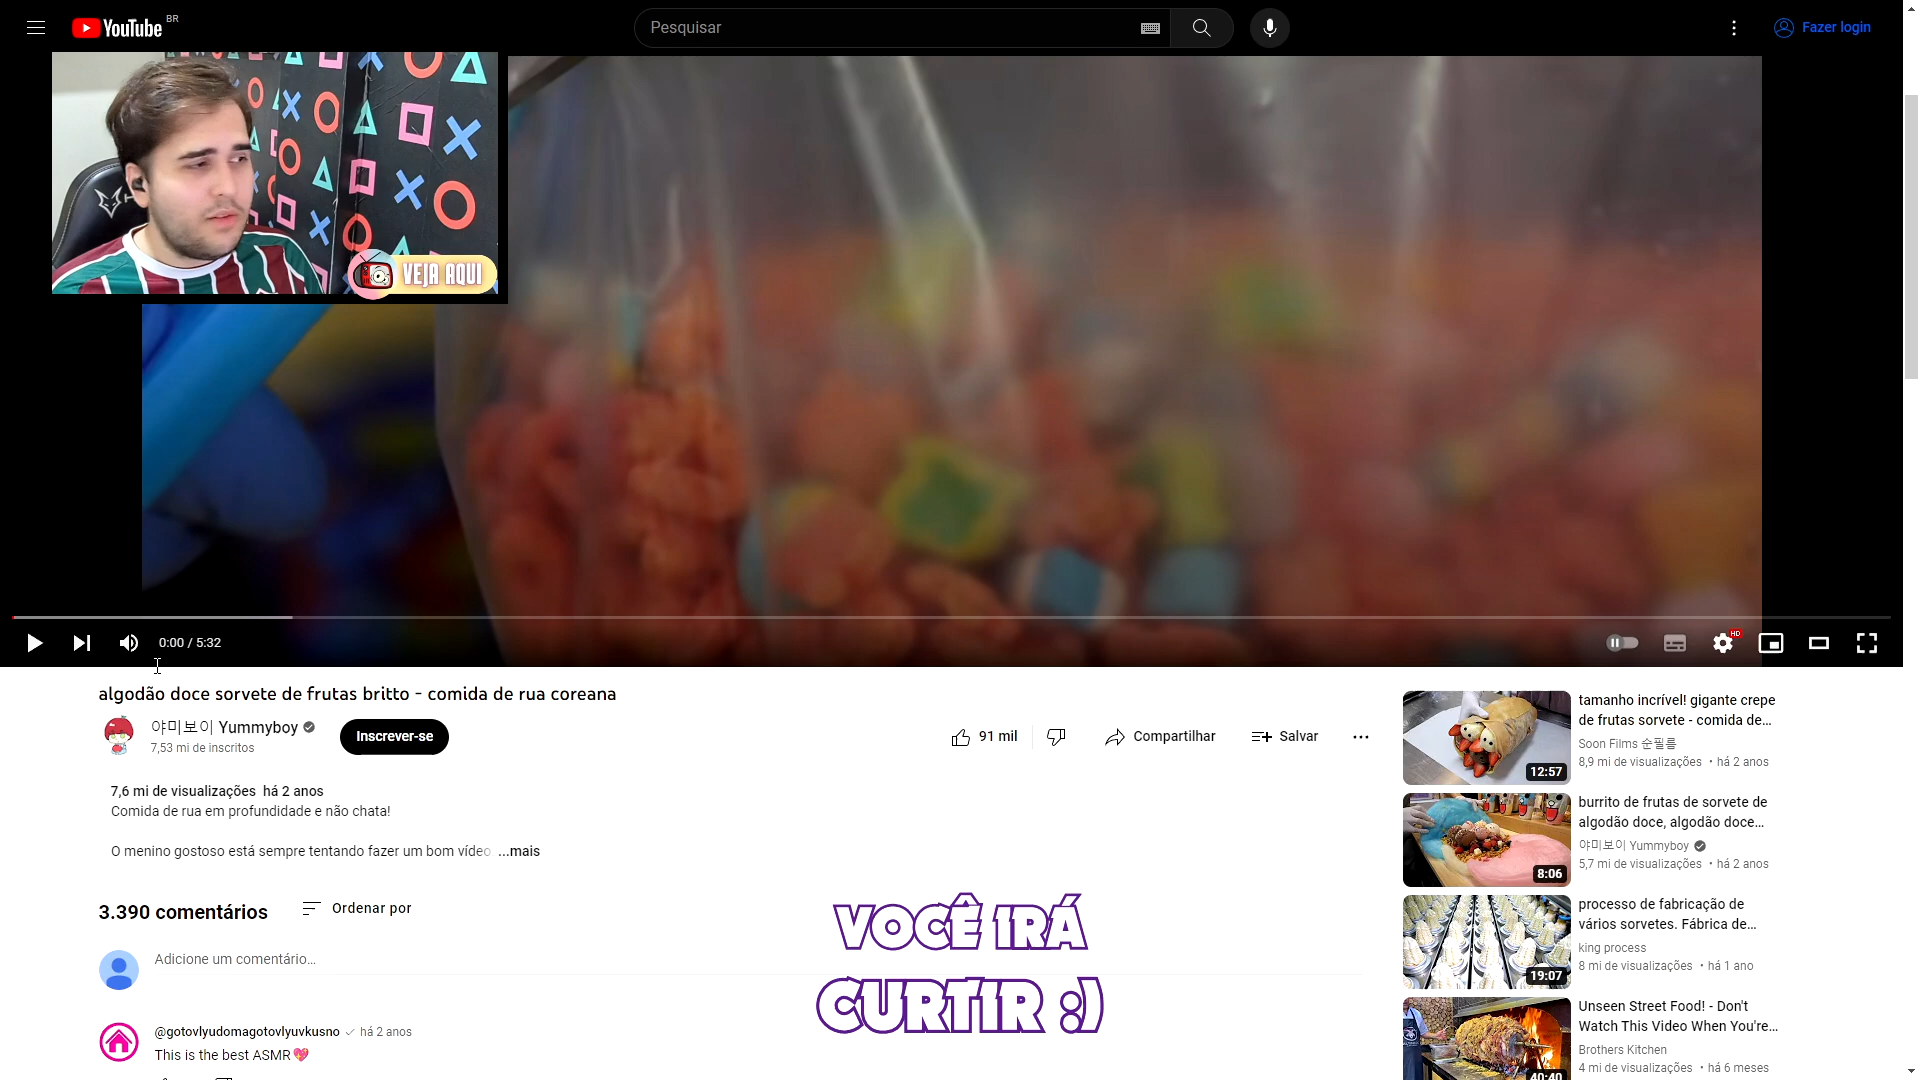 YouTube BR
Pesquisar
Fazer login
VEJA AQUI
0:00 / 5:32
HD
algodão doce sorvete de frutas britto - comida de rua coreana
야미보이 Yummyboy
7,53 mi de inscritos
Inscrever-se
91 mil
Compartilhar
Salvar
7,6 mi de visualizações há 2 anos
Comida de rua em profundidade e não chata!
O menino gostoso está sempre tentando fazer um bom vídeo ...mais
3.390 comentários
Ordenar por
Adicione um comentário...
@gotovlyudomagotovlyuvkusno há 2 anos
This is the best ASMR💖
VOCÊ IRÁ
CURTIR :)
12:57
tamanho incrível! gigante crepe
de frutas sorvete - comida de...
Soon Films 순필름
8,9 mi de visualizações • há 2 anos
8:06
burrito de frutas de sorvete de
algodão doce, algodão doce...
야미보이 Yummyboy
5,7 mi de visualizações • há 2 anos
19:07
processo de fabricação de
vários sorvetes. Fábrica de...
king process
8 mi de visualizações • há 1 ano
40:40
Unseen Street Food! - Don't
Watch This Video When You're...
Brothers Kitchen
4 mi de visualizações • há 6 meses